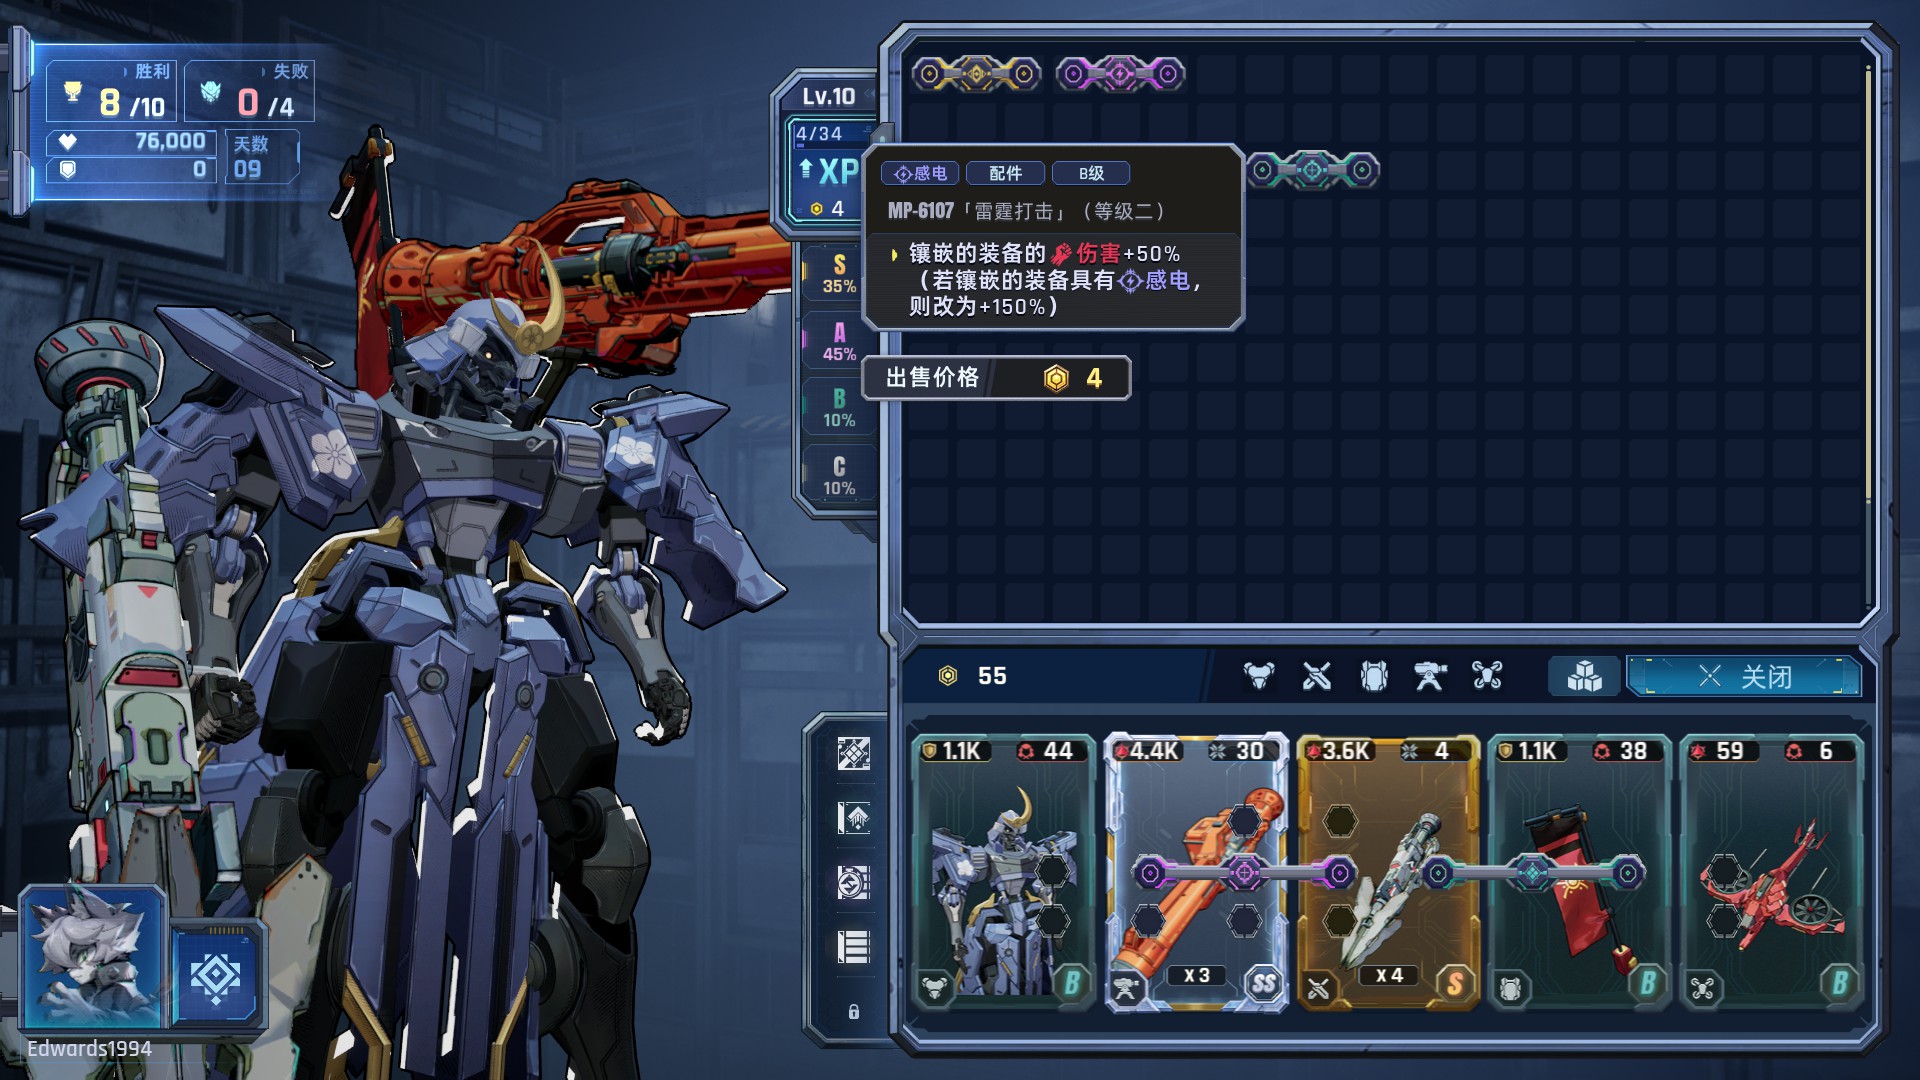 胜利
8 /10
失败
0 /4
76,000
0
天数
09
Lv.10
4/34
XP
4
S
35%
A
45%
B
10%
C
10%
感电
配件
B级
MP-6107「雷霆打击」（等级二）
镶嵌的装备的伤害+50%
（若镶嵌的装备具有感电，
则改为+150%）
出售价格
4
55
关闭
1.1K
44
4.4K
30
3.6K
4
1.1K
38
59
6
B
x3
SS
x4
S
B
B
Edwards1994